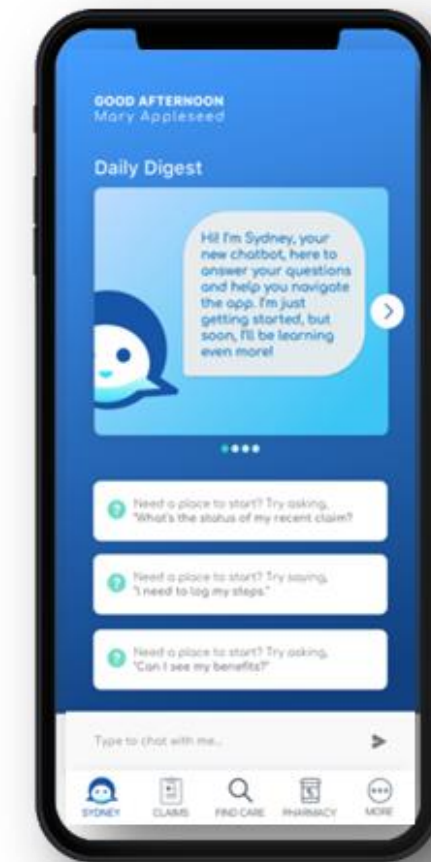 GOOD AFTERNOON
Mary Appleseed
Daily Digest
Hi! I'm Sydney, your
new chatbot, here to
answer your questions
and help you navigate
the app. I'm just
getting started, but
soon, I'll be learning
even more!
Need a place to start? Try asking,
"What's the status of my recent claim?
Need a place to start? Try saying,
"I need to log my steps."
Need a place to start? Try asking,
"Can I see my benefits?"
Type to chat with me...
SYDNEY
CLAIMS
FIND CARE
PHARMACY
MORE